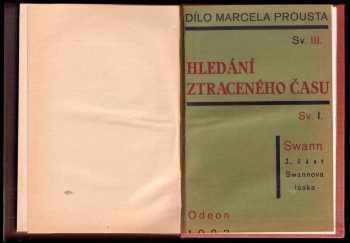 DÍLO MARCELA PROUSTA
Sv. III.
HLEDÁNÍ
ZTRACENÉHO ČASU
Sv. I.
Swann
2. část
Swannova
láska
Odeon